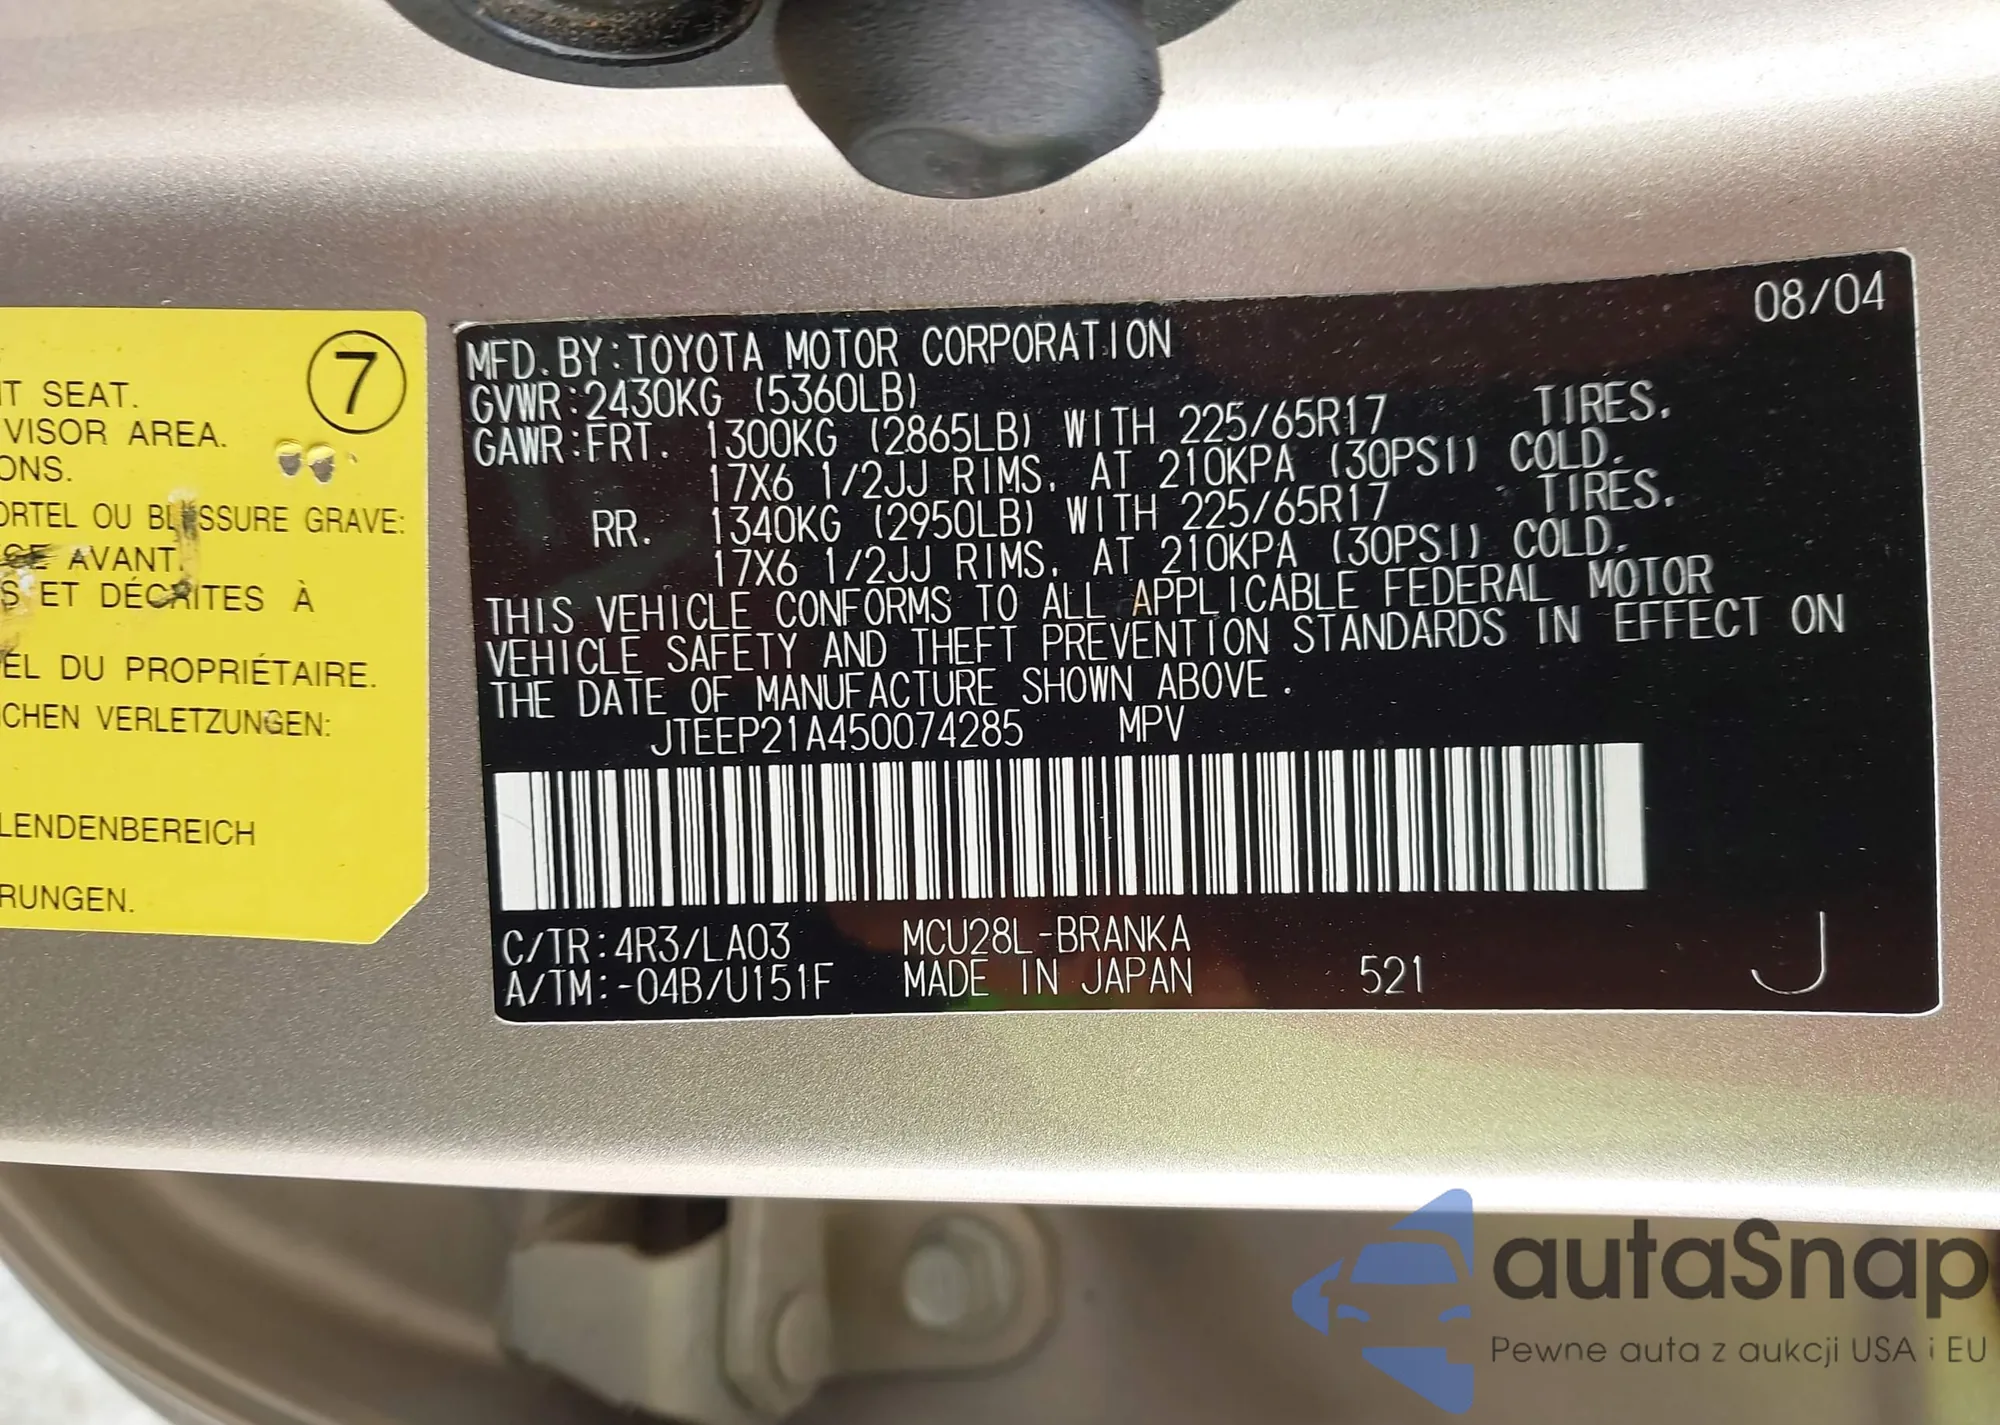 7
IT SEAT.
VISOR AREA.
ONS.
ORTEL OU BLESSURE GRAVE:
GE AVANT.
S ET DÉCRITES À
EL DU PROPRIÉTAIRE.
ICHEN VERLETZUNGEN:
LENDENBEREICH
RUNGEN.
08/04
MFD. BY:TOYOTA MOTOR CORPORATION
GVWR:2430KG (5360LB)
GAWR:FRT. 1300KG (2865LB) WITH 225/65R17 TIRES.
17X6 1/2JJ RIMS, AT 210KPA (30PSI) COLD.
RR. 1340KG (2950LB) WITH 225/65R17 TIRES.
17X6 1/2JJ RIMS, AT 210KPA (30PSI) COLD.
THIS VEHICLE CONFORMS TO ALL APPLICABLE FEDERAL MOTOR
VEHICLE SAFETY AND THEFT PREVENTION STANDARDS IN EFFECT ON
THE DATE OF MANUFACTURE SHOWN ABOVE.
JTEEP21A450074285 MPV
C/TR:4R3/LA03 MCU28L-BRANKA
A/TM:-04B/U151F MADE IN JAPAN 521 J
autaSnap
Pewne auta z aukcji USA i EU